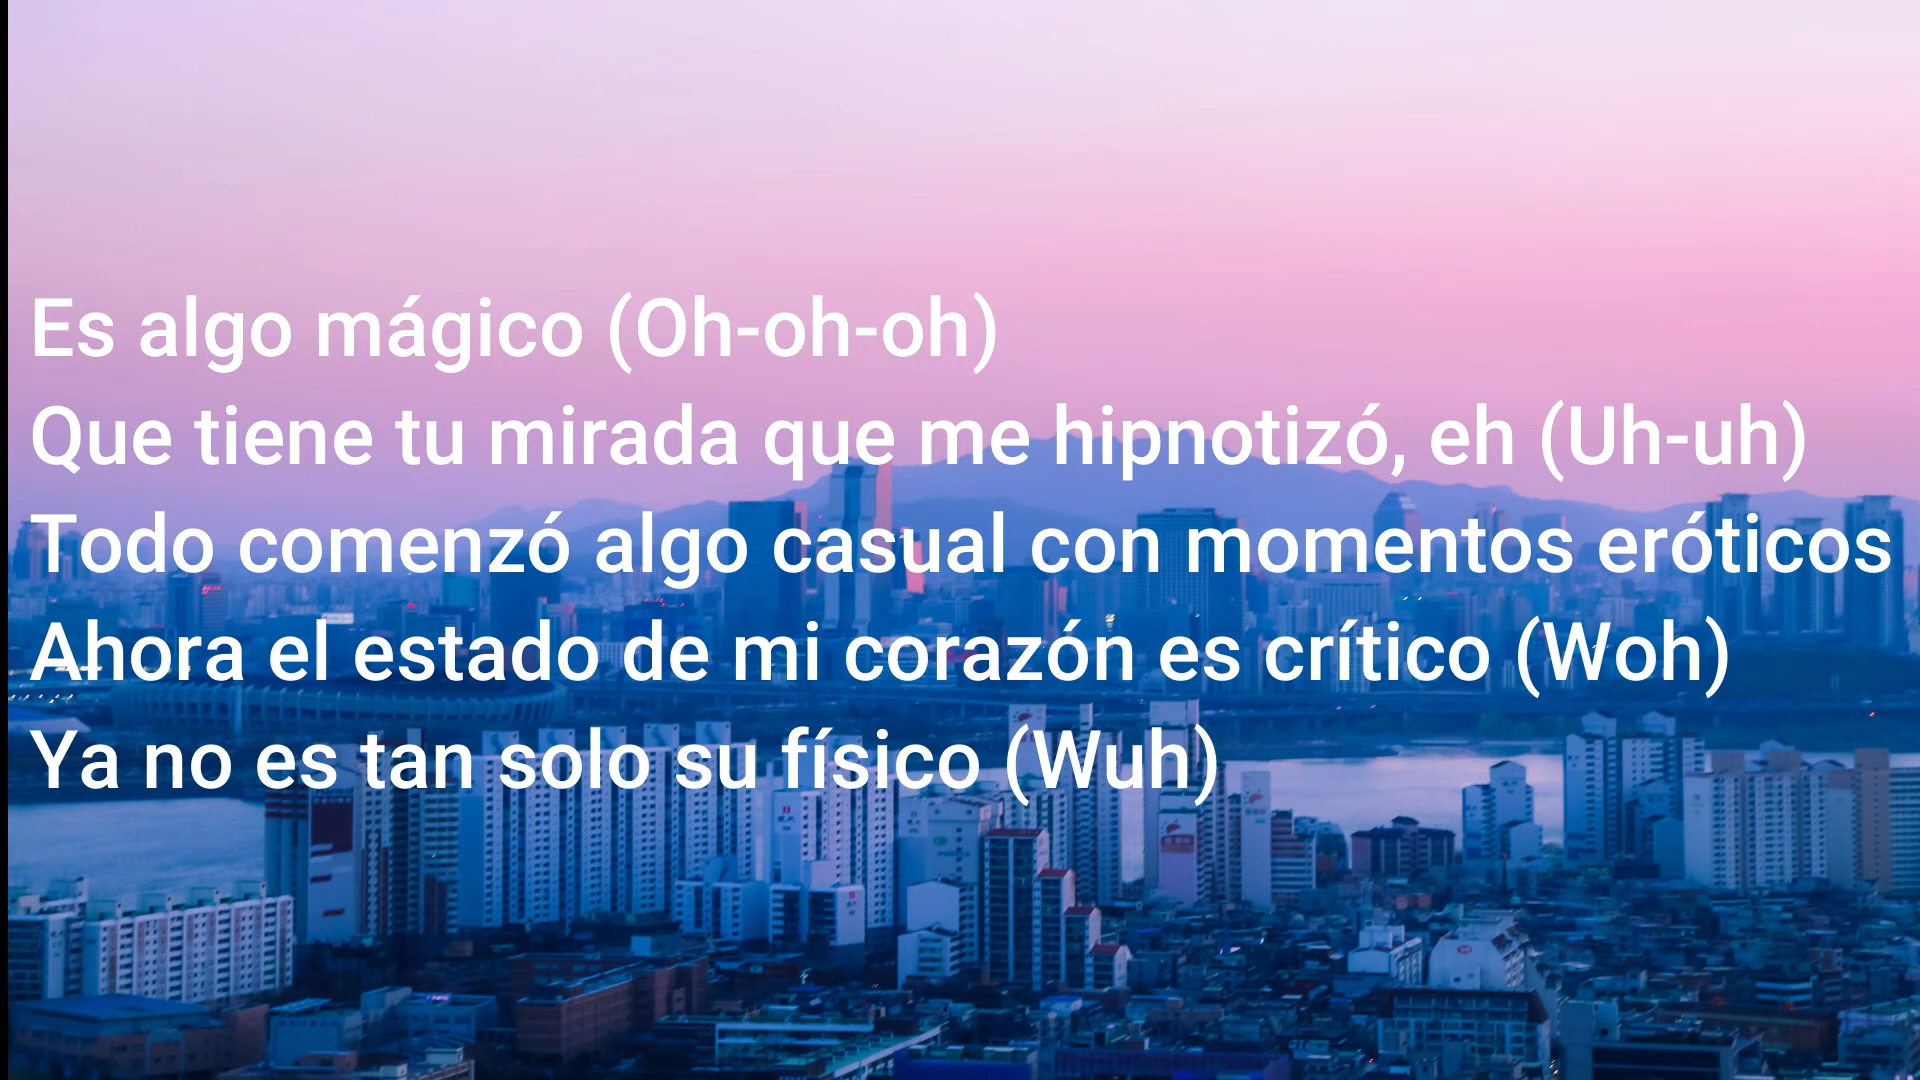 Es algo mágico (Oh-oh-oh)
Que tiene tu mirada que me hipnotizó, eh (Uh-uh)
Todo comenzó algo casual con momentos eróticos
Ahora el estado de mi corazón es crítico (Woh)
Ya no es tan solo su físico (Wuh)